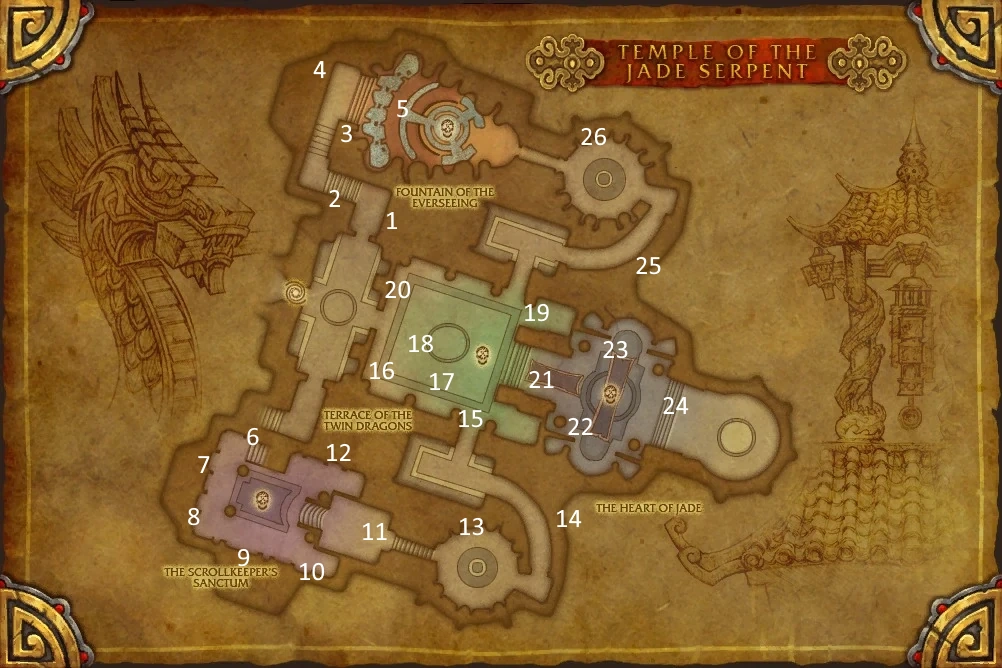 TEMPLE OF THE
JADE SERPENT
4
5
3
26
2
FOUNTAIN OF THE
EVERSEEING
1
25
20
19
18
23
16
17
21
24
15
22
TERRACE OF THE
TWIN DRAGONS
6
12
7
THE HEART OF JADE
8
14
13
11
9
10
THE SCROLLKEEPER'S
SANCTUM